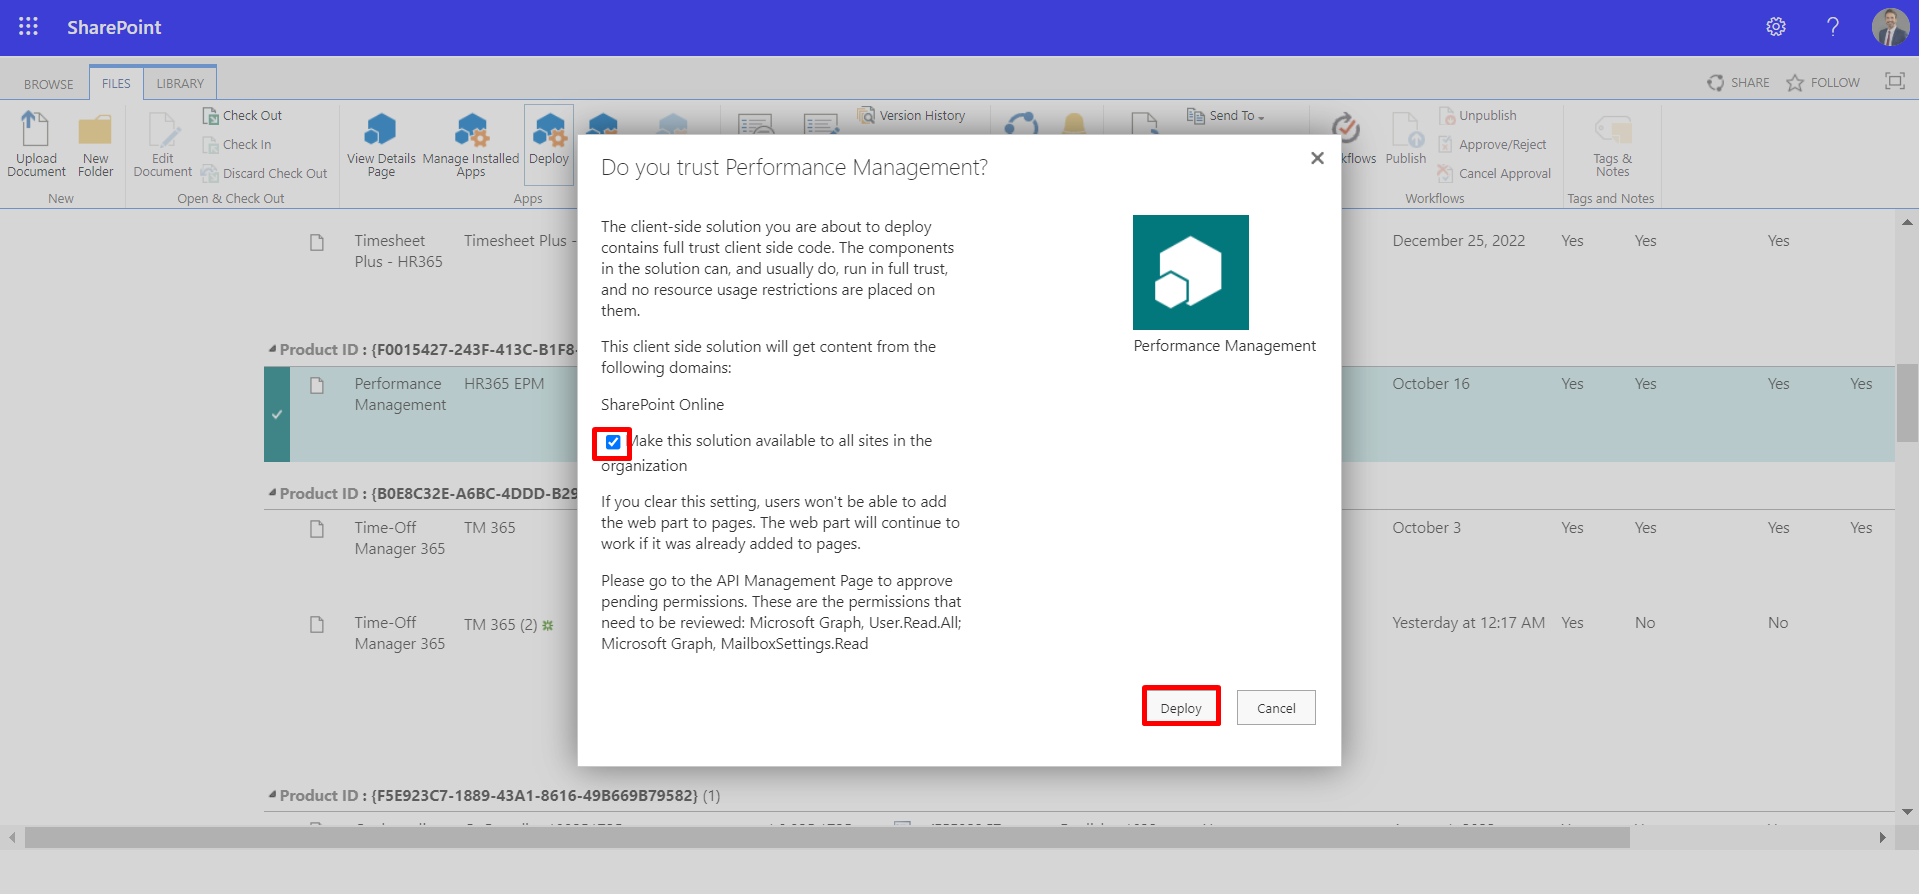 SharePoint
BROWSE
FILES
LIBRARY
SHARE
FOLLOW
Upload Document
New Folder
New
Edit Document
Check Out
Check In
Discard Check Out
Open & Check Out
View Details Page
Manage Installed Apps
Deploy
Apps
Version History
Send To
kflows
Publish
Unpublish
Approve/Reject
Cancel Approval
Workflows
Tags & Notes
Tags and Notes
Timesheet Plus - HR365
Timesheet Plus -
December 25, 2022
Yes
Yes
Yes
Product ID : {F0015427-243F-413C-B1F8-
Performance Management
HR365 EPM
October 16
Yes
Yes
Yes
Yes
Product ID : {B0E8C32E-A6BC-4DDD-B29
Time-Off Manager 365
TM 365
October 3
Yes
Yes
Yes
Yes
Time-Off Manager 365
TM 365 (2)
Yesterday at 12:17 AM
Yes
No
No
Product ID : {F5E923C7-1889-43A1-8616-49B669B79582} (1)
Do you trust Performance Management?
The client-side solution you are about to deploy
contains full trust client side code. The components
in the solution can, and usually do, run in full trust,
and no resource usage restrictions are placed on
them.
This client side solution will get content from the
following domains:
SharePoint Online
Make this solution available to all sites in the
organization
If you clear this setting, users won't be able to add
the web part to pages. The web part will continue to
work if it was already added to pages.
Please go to the API Management Page to approve
pending permissions. These are the permissions that
need to be reviewed: Microsoft Graph, User.Read.All;
Microsoft Graph, MailboxSettings.Read
Performance Management
Deploy
Cancel